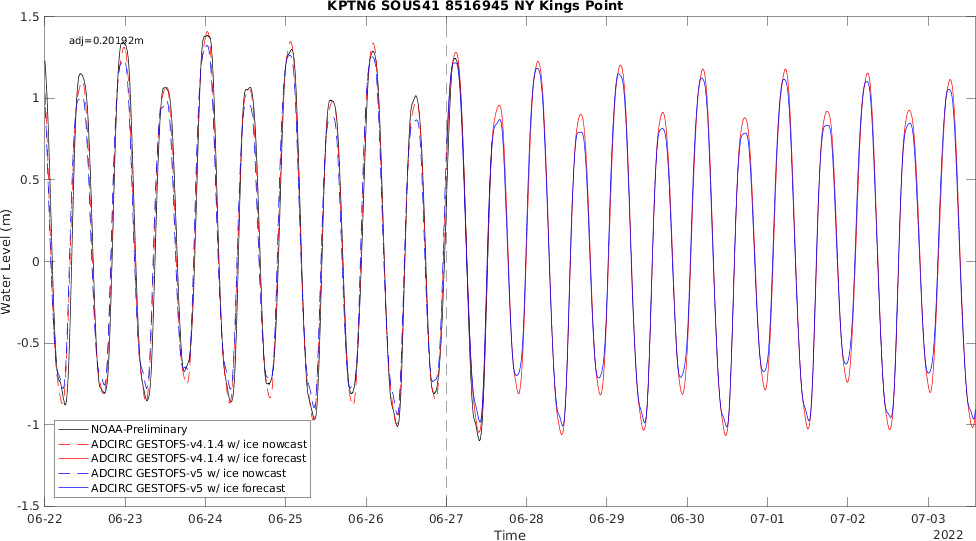 KPTN6 SOUS41 8516945 NY Kings Point
adj=0.20192m
1.5
1
0.5
0
-0.5
-1
-1.5
Water Level (m)
NOAA-Preliminary
ADCIRC GESTOFS-v4.1.4 w/ ice nowcast
ADCIRC GESTOFS-v4.1.4 w/ ice forecast
ADCIRC GESTOFS-v5 w/ ice nowcast
ADCIRC GESTOFS-v5 w/ ice forecast
06-22 06-23 06-24 06-25 06-26 06-27 06-28 06-29 06-30 07-01 07-02 07-03
Time
2022